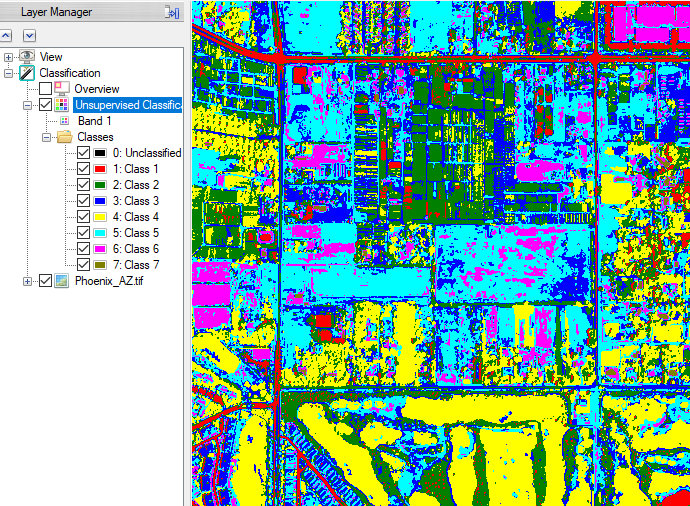 Layer Manager
View
Classification
Overview
Unsupervised Classifica
Band 1
Classes
0: Unclassified
1: Class 1
2: Class 2
3: Class 3
4: Class 4
5: Class 5
6: Class 6
7: Class 7
Phoenix_AZ.tif